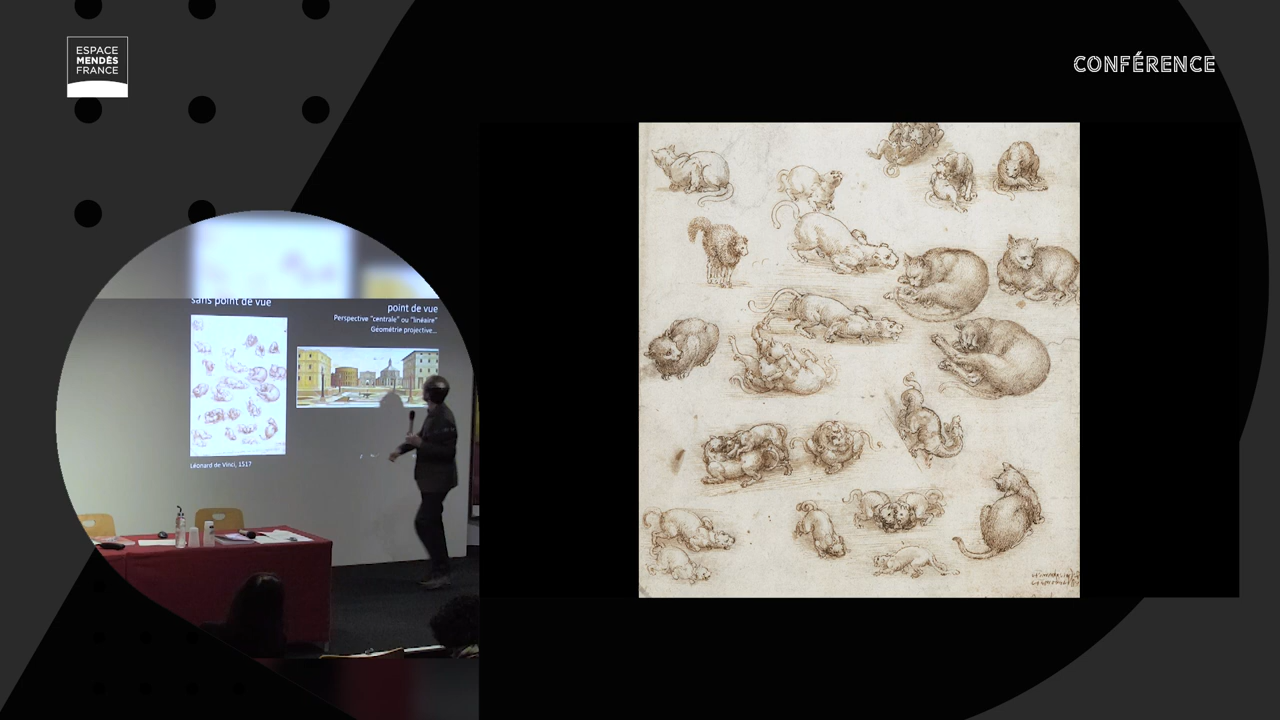 ESPACE
MENDÈS
FRANCE
CONFÉRENCE
sans point de vue
point de vue
Perspective "centrale" ou "linéaire"
Géométrie projective...
Léonard de Vinci, 1517